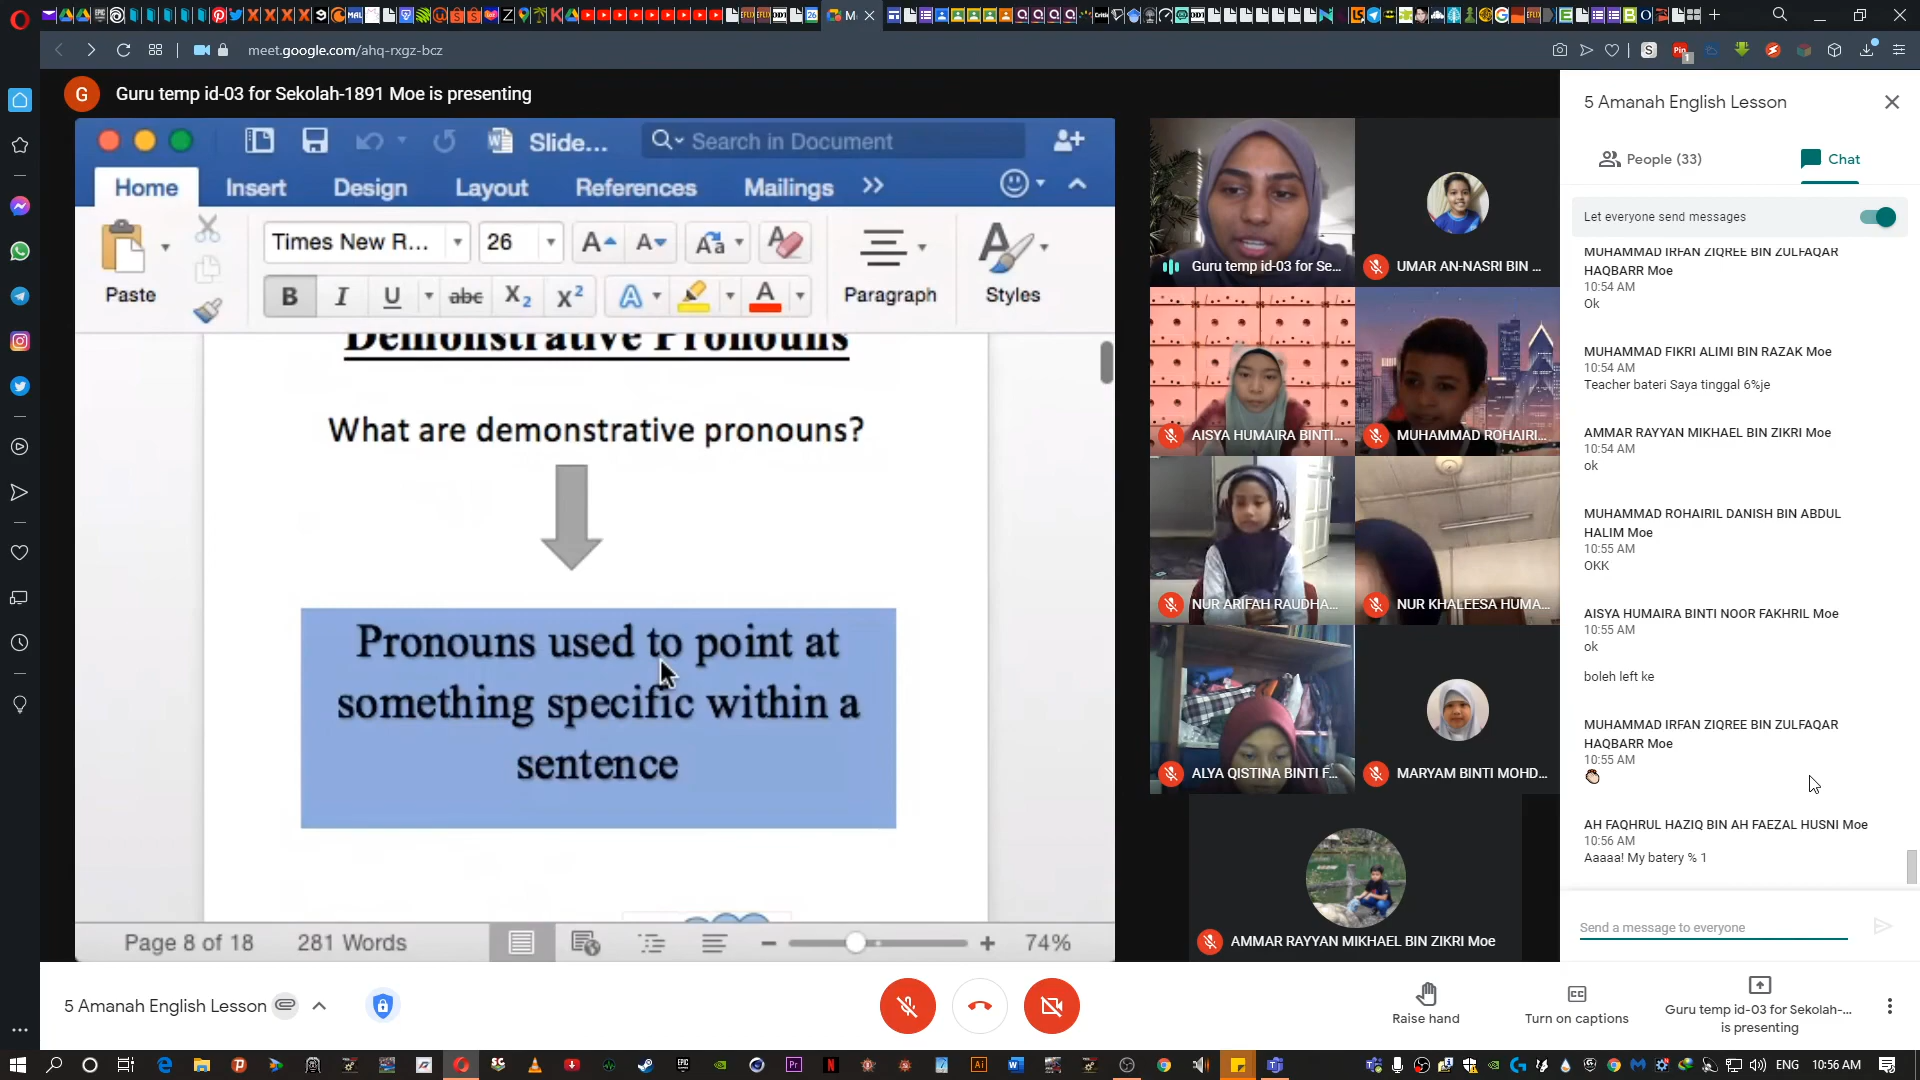 meet.google.com/ahq-rxgz-bcz
G
Guru temp id-03 for Sekolah-1891 Moe is presenting
Slide...
Search in Document
Home
Insert
Design
Layout
References
Mailings
Paste
Times New R...
26
B
I
U
abc
X2
X2
A
A
Paragraph
Styles
Demonstrative Pronouns
What are demonstrative pronouns?
Pronouns used to point at
something specific within a
sentence
Page 8 of 18
281 Words
74%
Guru temp id-03 for Se...
UMAR AN-NASRI BIN ...
AISYA HUMAIRA BINTI...
MUHAMMAD ROHAIRI...
NUR ARIFAH RAUDHA...
NUR KHALEESA HUMA...
ALYA QISTINA BINTI F...
MARYAM BINTI MOHD...
AMMAR RAYYAN MIKHAEL BIN ZIKRI Moe
5 Amanah English Lesson
People (33)
Chat
Let everyone send messages
MUHAMMAD IRFAN ZIQREE BIN ZULFAQAR
HAQBARR Moe
10:54 AM
Ok
MUHAMMAD FIKRI ALIMI BIN RAZAK Moe
10:54 AM
Teacher bateri Saya tinggal 6%je
AMMAR RAYYAN MIKHAEL BIN ZIKRI Moe
10:54 AM
ok
MUHAMMAD ROHAIRIL DANISH BIN ABDUL
HALIM Moe
10:55 AM
OKK
AISYA HUMAIRA BINTI NOOR FAKHRIL Moe
10:55 AM
ok
boleh left ke
MUHAMMAD IRFAN ZIQREE BIN ZULFAQAR
HAQBARR Moe
10:55 AM
AH FAQHRUL HAZIQ BIN AH FAEZAL HUSNI Moe
10:56 AM
Aaaaa! My batery % 1
Send a message to everyone
5 Amanah English Lesson
Raise hand
Turn on captions
Guru temp id-03 for Sekolah-...
is presenting
ENG
10:56 AM